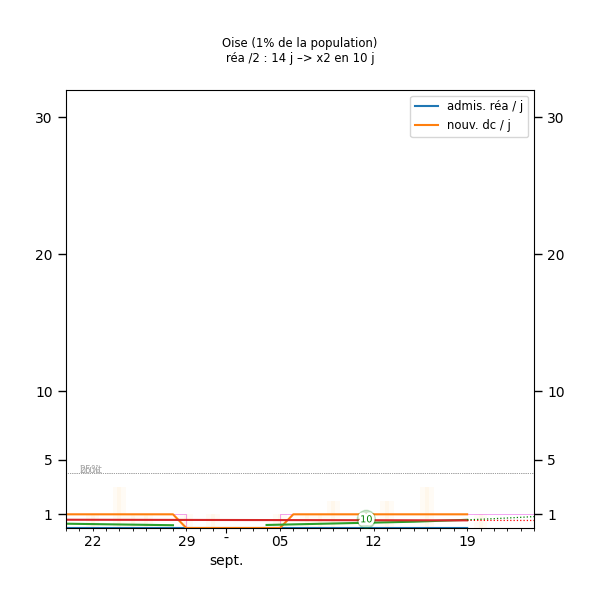 Oise (1% de la population)
réa /2 : 14 j –> x2 en 10 j
admis. réa / j
nouv. dc / j
30 30
20 20
10 10
5 5
1 1
10
22 29 - 05 12 19
sept.